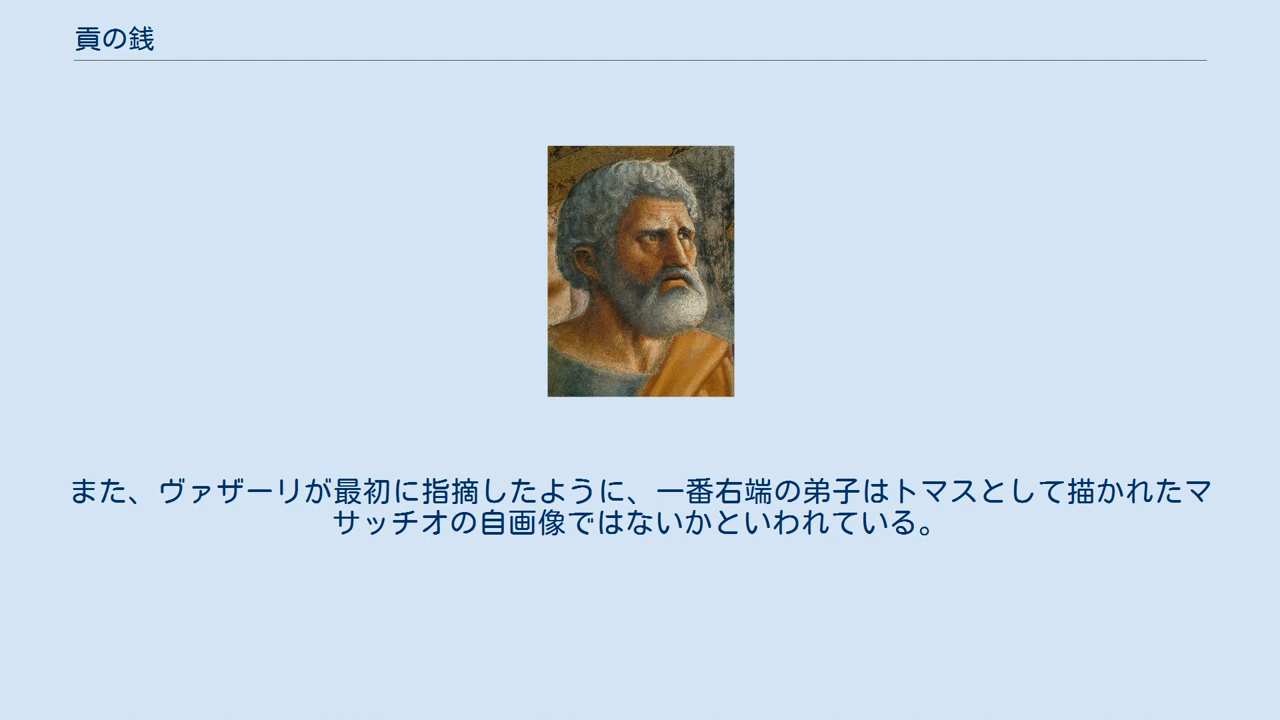 貢の銭
また、ヴァザーリが最初に指摘したように、一番右端の弟子はトマスとして描かれたマ
サッチオの自画像ではないかといわれている。